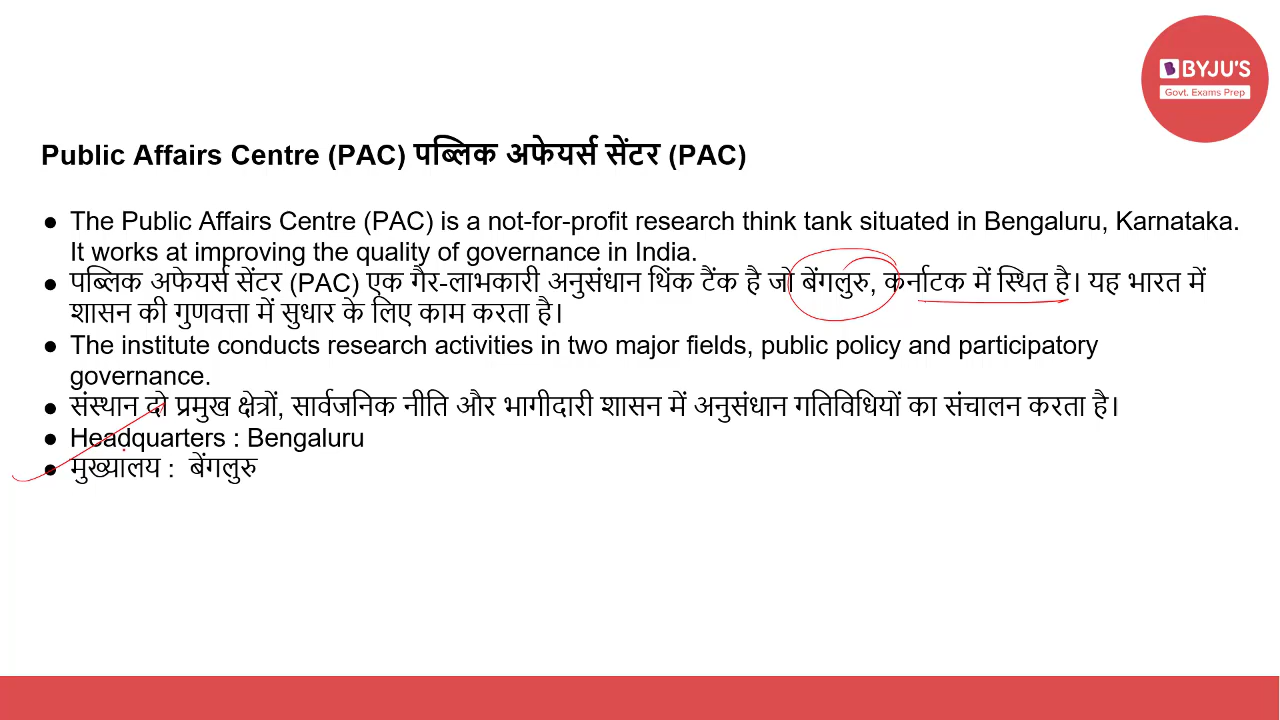 BYJU'S
Govt. Exams Prep
Public Affairs Centre (PAC) पब्लिक अफेयर्स सेंटर (PAC)
● The Public Affairs Centre (PAC) is a not-for-profit research think tank situated in Bengaluru, Karnataka.
It works at improving the quality of governance in India.
● पब्लिक अफेयर्स सेंटर (PAC) एक गैर-लाभकारी अनुसंधान थिंक टैंक है जो बेंगलुरु, कर्नाटक में स्थित है। यह भारत में
शासन की गुणवत्ता में सुधार के लिए काम करता है।
● The institute conducts research activities in two major fields, public policy and participatory
governance.
● संस्थान दो प्रमुख क्षेत्रों, सार्वजनिक नीति और भागीदारी शासन में अनुसंधान गतिविधियों का संचालन करता है।
● Headquarters : Bengaluru
● मुख्यालय : बेंगलुरु